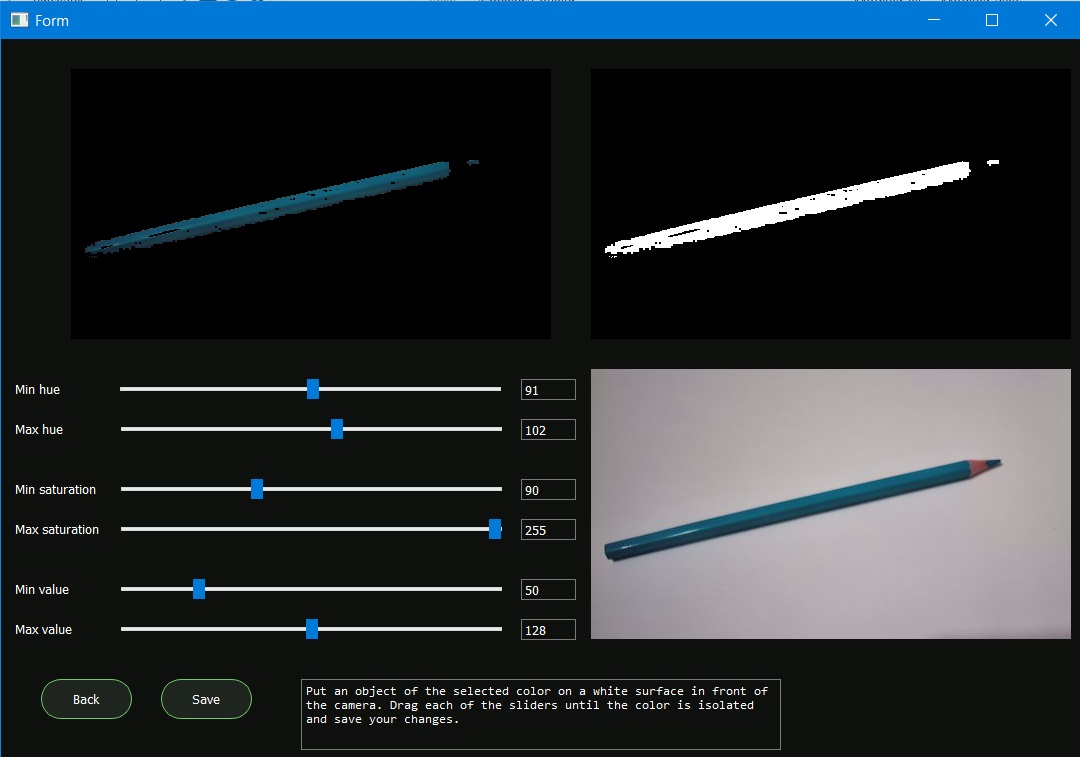 Form
Min hue 91
Max hue 102
Min saturation 90
Max saturation 255
Min value 50
Max value 128
Back Save
Put an object of the selected color on a white surface in front of
the camera. Drag each of the sliders until the color is isolated
and save your changes.